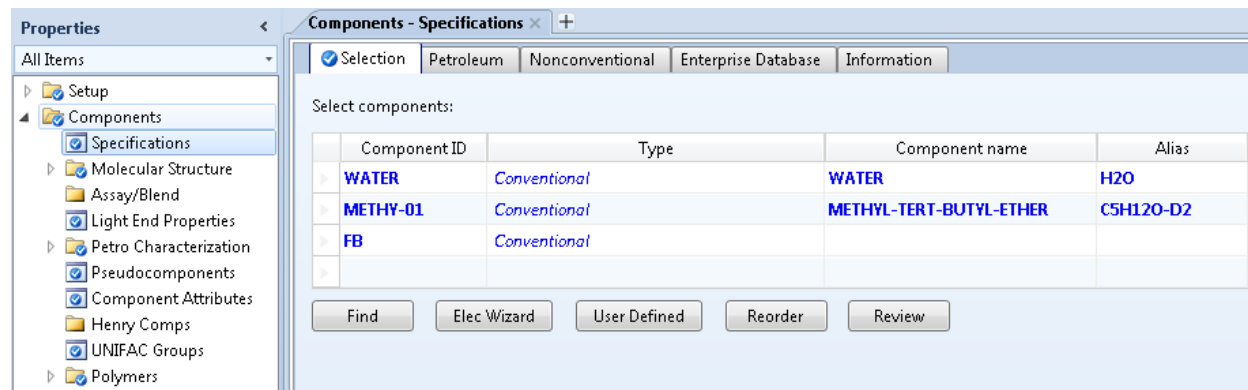 Properties <
All Items
Setup
Components
Specifications
Molecular Structure
Assay/Blend
Light End Properties
Petro Characterization
Pseudocomponents
Component Attributes
Henry Comps
UNIFAC Groups
Polymers
Components - Specifications × +
Selection Petroleum Nonconventional Enterprise Database Information
Select components:
Component ID Type Component name Alias
WATER Conventional WATER H2O
METHY-01 Conventional METHYL-TERT-BUTYL-ETHER C5H12O-D2
FB Conventional
Find Elec Wizard User Defined Reorder Review